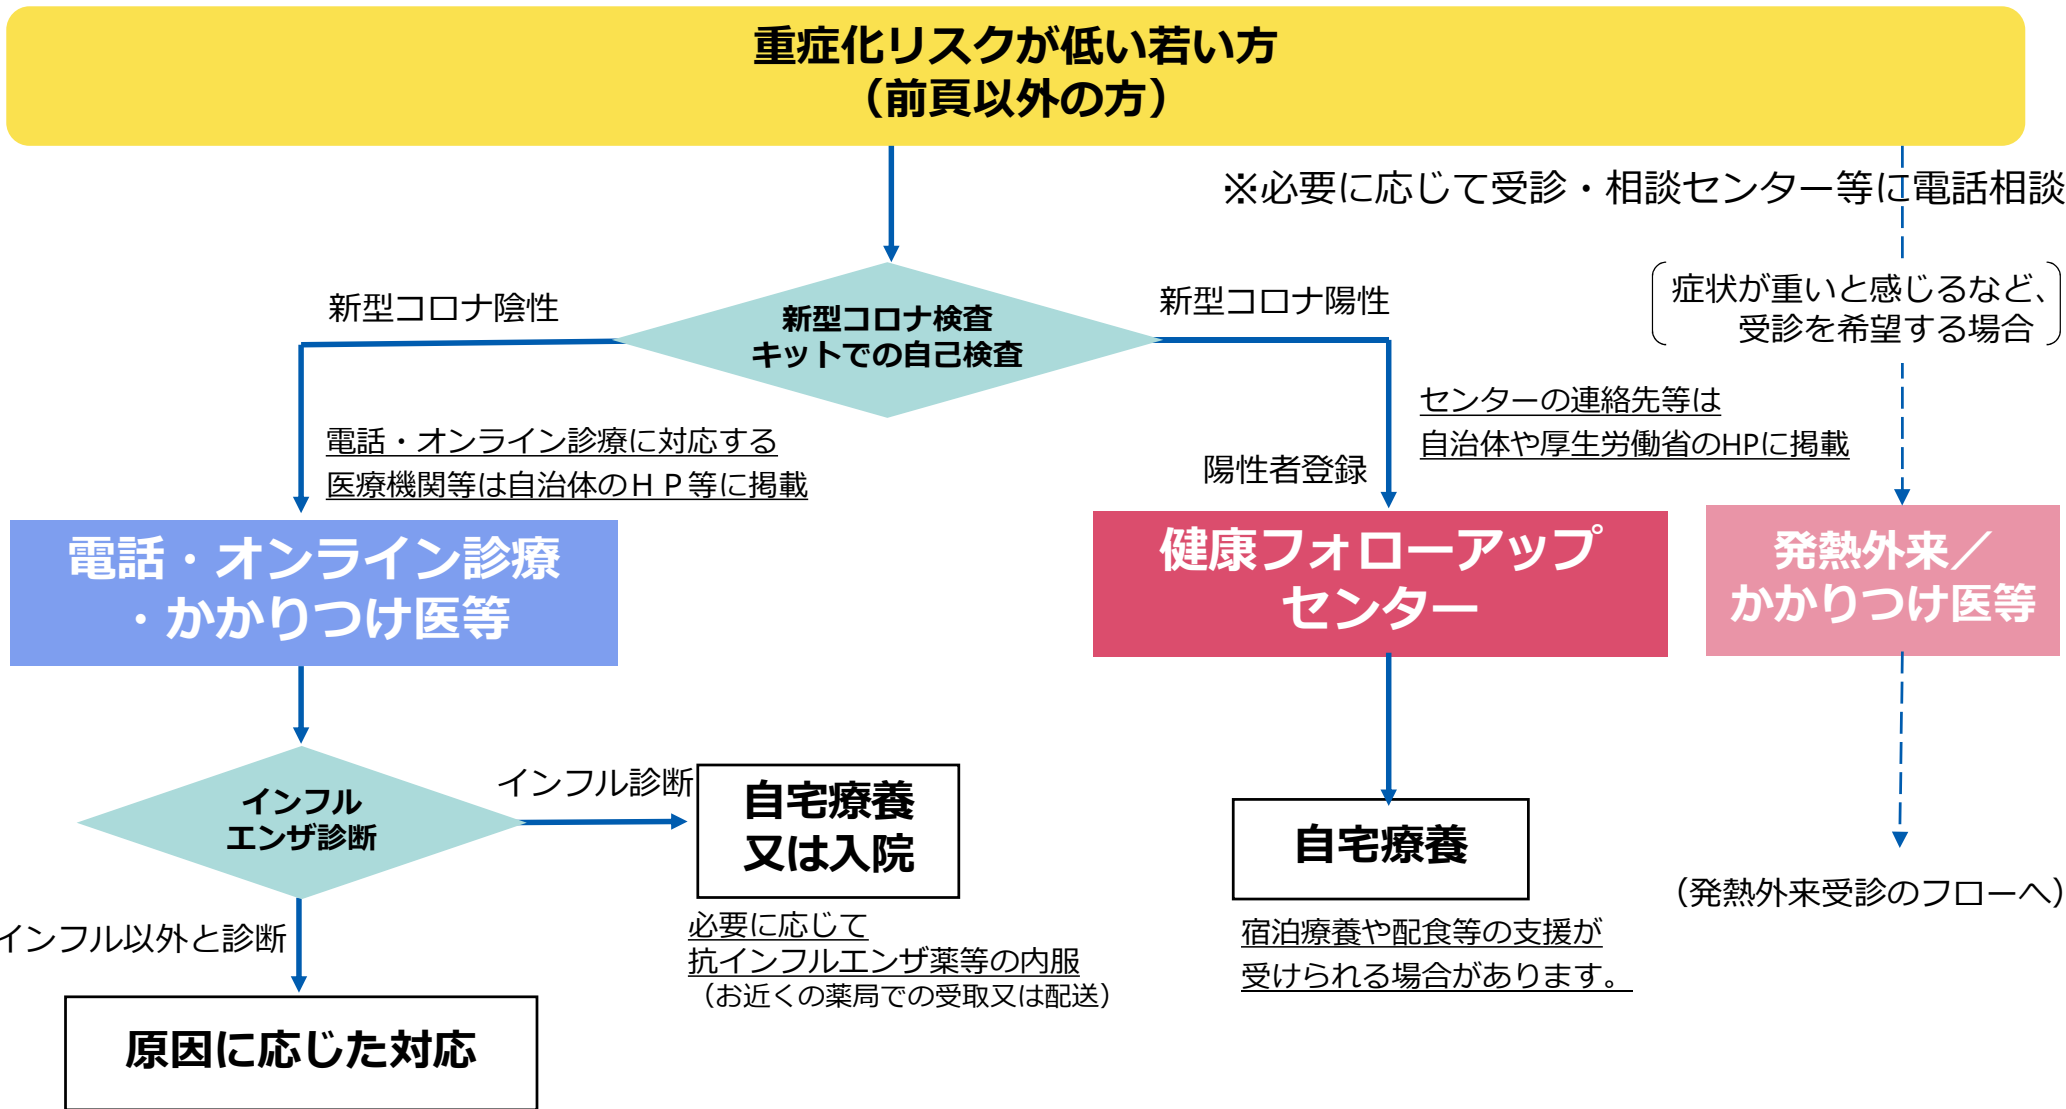 重症化リスクが低い若い方
（前頁以外の方）
※必要に応じて受診・相談センター等に電話相談
症状が重いと感じるなど、
受診を希望する場合
新型コロナ陰性
新型コロナ検査
キットでの自己検査
新型コロナ陽性
電話・オンライン診療に対応する
医療機関等は自治体のＨＰ等に掲載
センターの連絡先等は
自治体や厚生労働省のHPに掲載
陽性者登録
電話・オンライン診療
・かかりつけ医等
健康フォローアップ
センター
発熱外来／
かかりつけ医等
インフル
エンザ診断
インフル診断
自宅療養
又は入院
必要に応じて
抗インフルエンザ薬等の内服
（お近くの薬局での受取又は配送）
自宅療養
宿泊療養や配食等の支援が
受けられる場合があります。
（発熱外来受診のフローへ）
インフル以外と診断
原因に応じた対応